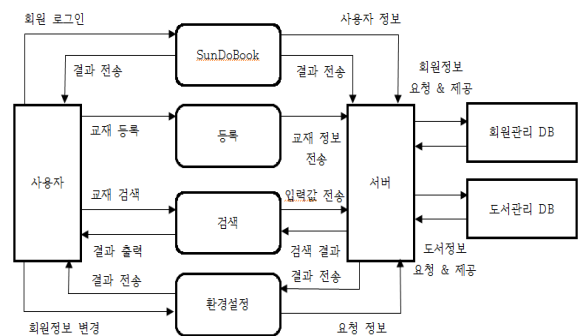 회원 로그인
사용자 정보
SunDoBook
결과 전송
결과 전송
회원정보
요청 & 제공
교재 등록
등록
교재 정보
전송
회원관리 DB
사용자
교재 검색
입력값 전송
서버
검색
도서관리 DB
결과 출력
검색 결과
도서정보
요청 & 제공
결과 전송
결과 전송
환경설정
회원정보 변경
요청 정보